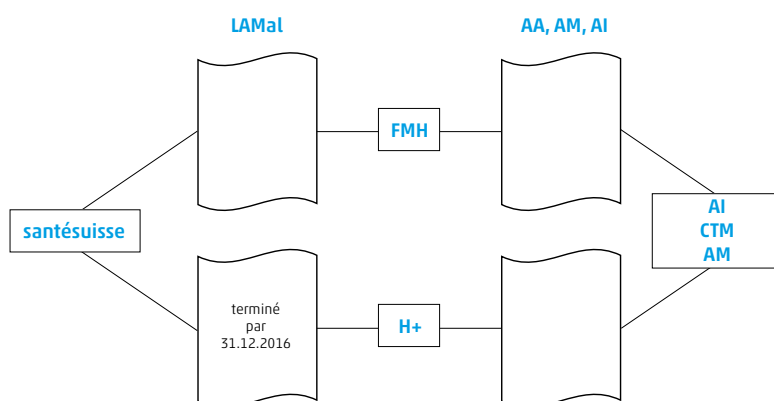 LAMal
AA, AM, AI
FMH
santésuisse
AI
CTM
AM
terminé
par
31.12.2016
H+